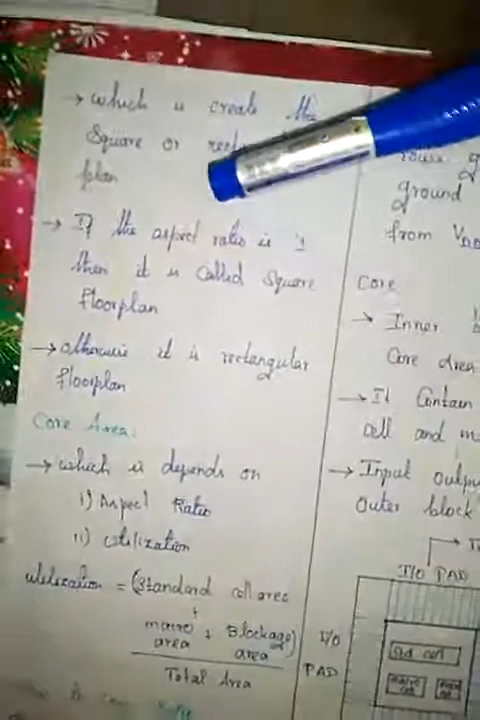 → which is create the
Square or
plan
→ If the aspect ratio is 1
then it is called Square
Floorplan
→ otherwise it is rectangular
Floorplan
Core Area:
→ which is depends on
i) Aspect Ratio
ii) Utilization
utilization = (Standard cell area
+
macro + Blockage)
area area
Total Area
ground
from
Core
→ Inner
Core area
→ It Contain
cell and
→ Input
outer block
I/O PAD
I/O
PAD
Std cell